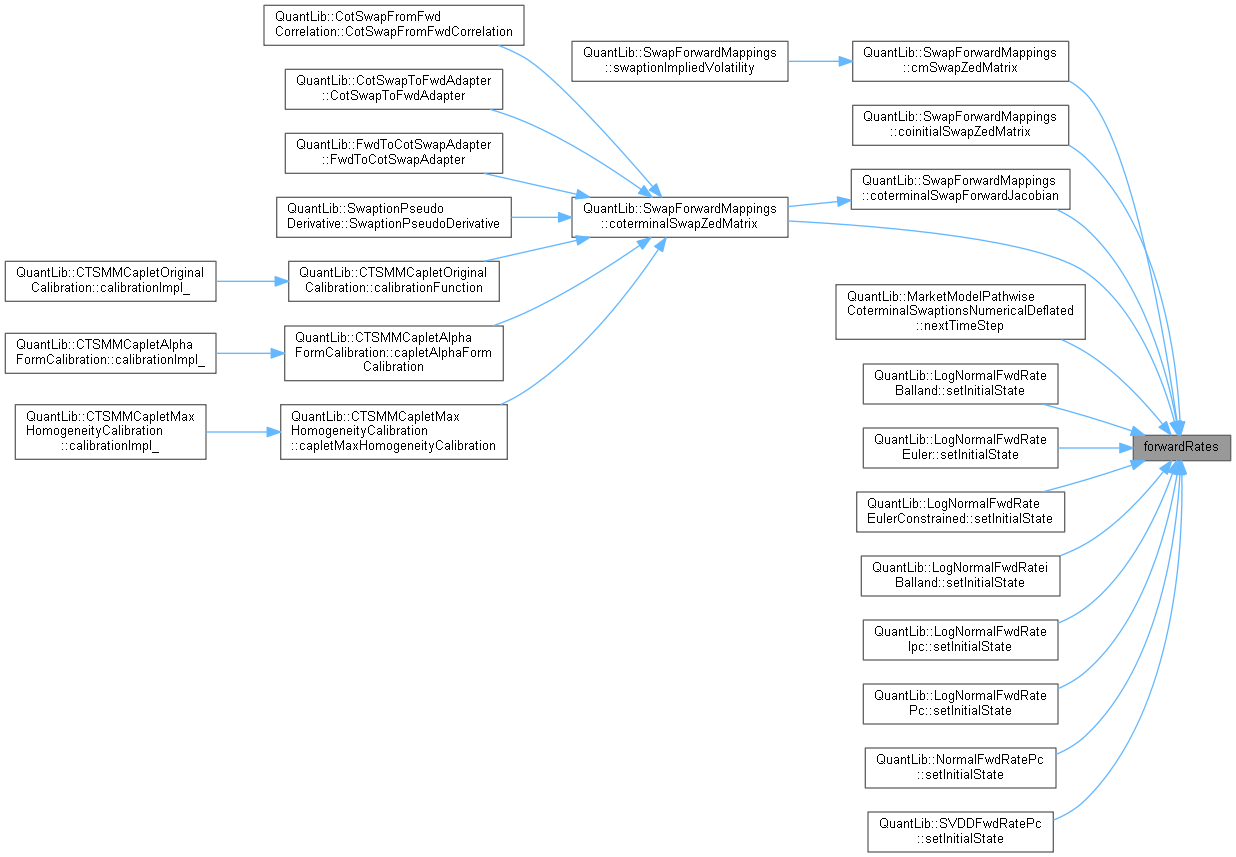 QuantLib::CotSwapFromFwd
Correlation::CotSwapFromFwdCorrelation
QuantLib::CotSwapToFwdAdapter
::CotSwapToFwdAdapter
QuantLib::FwdToCotSwapAdapter
::FwdToCotSwapAdapter
QuantLib::SwaptionPseudo
Derivative::SwaptionPseudoDerivative
QuantLib::CTSMMCapletOriginal
Calibration::calibrationImpl_
QuantLib::CTSMMCapletOriginal
Calibration::calibrationFunction
QuantLib::CTSMMCapletAlpha
FormCalibration::calibrationImpl_
QuantLib::CTSMMCapletAlpha
FormCalibration::capletAlphaForm
Calibration
QuantLib::CTSMMCapletMax
HomogeneityCalibration
::calibrationImpl_
QuantLib::CTSMMCapletMax
HomogeneityCalibration
::capletMaxHomogeneityCalibration
QuantLib::SwapForwardMappings
::swaptionImpliedVolatility
QuantLib::SwapForwardMappings
::coterminalSwapZedMatrix
QuantLib::SwapForwardMappings
::cmSwapZedMatrix
QuantLib::SwapForwardMappings
::coinitialSwapZedMatrix
QuantLib::SwapForwardMappings
::coterminalSwapForwardJacobian
QuantLib::MarketModelPathwise
CoterminalSwaptionsNumericalDeflated
::nextTimeStep
QuantLib::LogNormalFwdRate
Balland::setInitialState
QuantLib::LogNormalFwdRate
Euler::setInitialState
QuantLib::LogNormalFwdRate
EulerConstrained::setInitialState
QuantLib::LogNormalFwdRatei
Balland::setInitialState
QuantLib::LogNormalFwdRate
Ipc::setInitialState
QuantLib::LogNormalFwdRate
Pc::setInitialState
QuantLib::NormalFwdRatePc
::setInitialState
QuantLib::SVDDFwdRatePc
::setInitialState
forwardRates